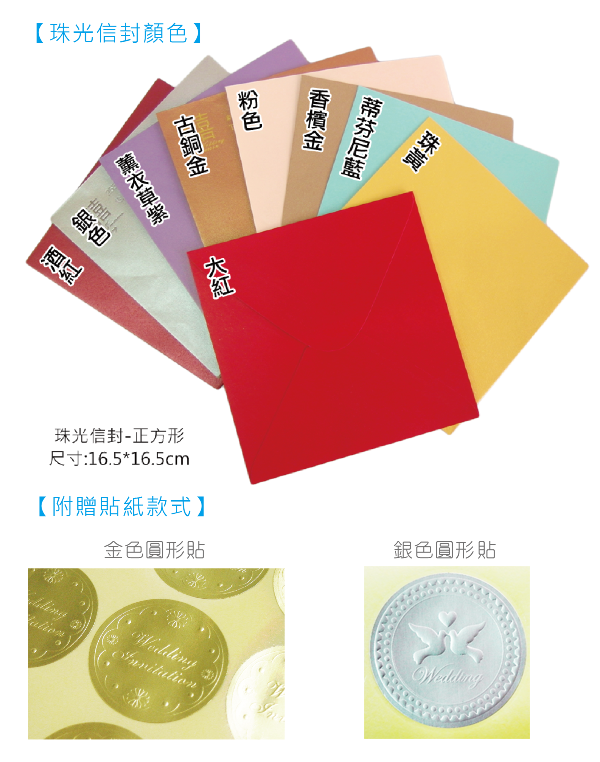 【珠光信封顏色】
酒紅
銀色
薰衣草紫
古銅金
粉色
香檳金
蒂芬尼藍
珠黃
大紅
珠光信封-正方形
尺寸:16.5*16.5cm
【附贈貼紙款式】
金色圓形貼
銀色圓形貼
Wedding
Invitation
Wedding
Invitation
Wedding